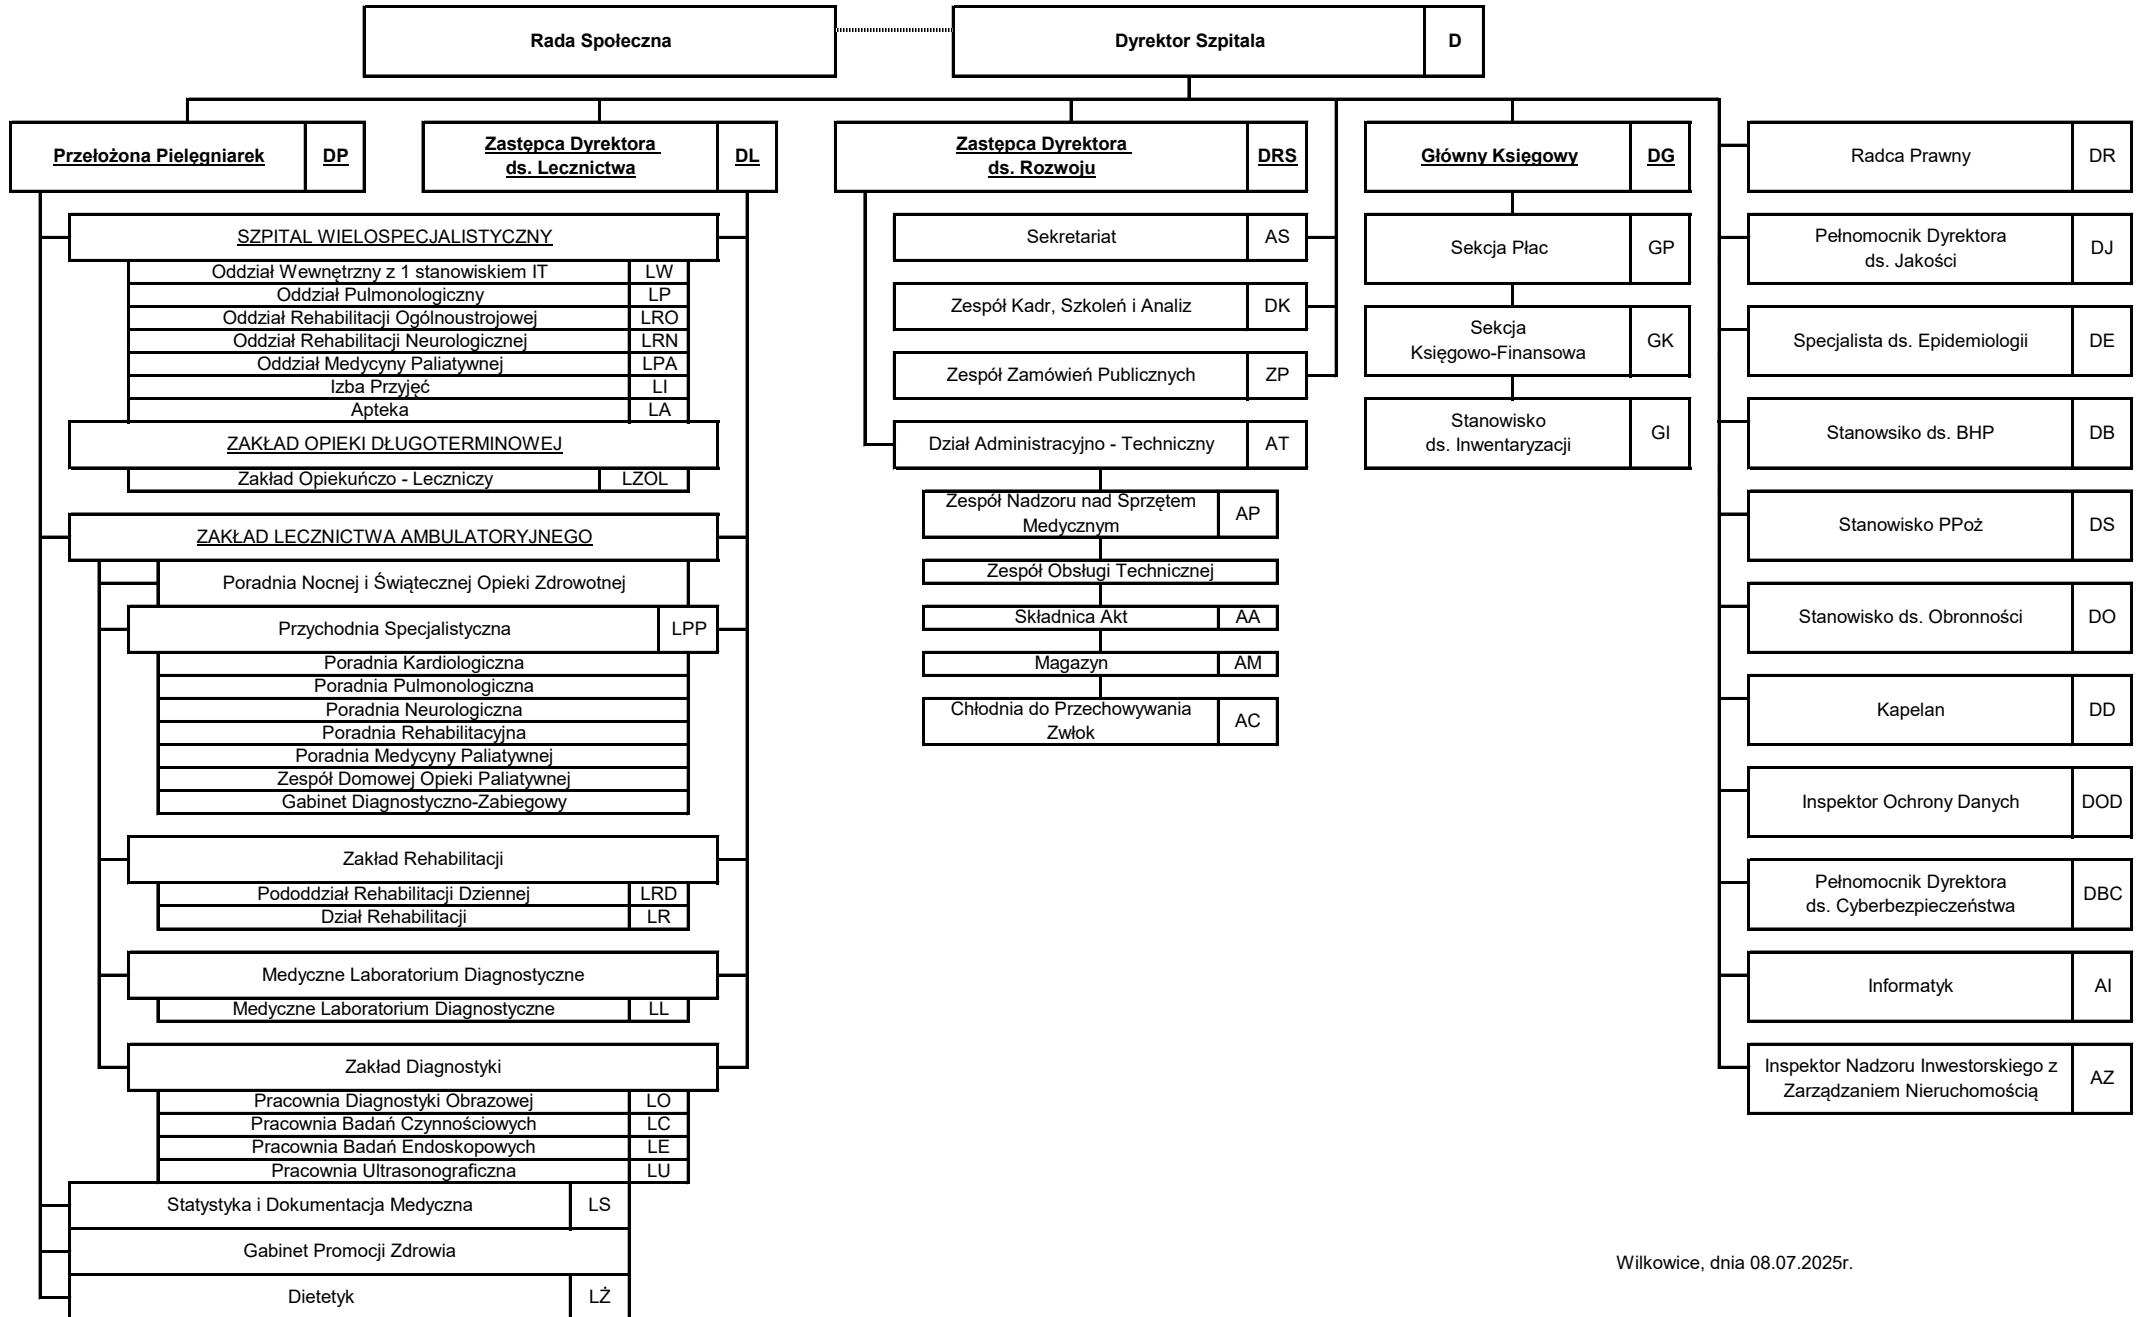 Rada Społeczna
Dyrektor Szpitala D
Przełożona Pielęgniarek DP
Zastępca Dyrektora
ds. Lecznictwa
DL
Zastępca Dyrektora
ds. Rozwoju
DRS
Główny Księgowy DG
SZPITAL WIELOSPECJALISTYCZNY
Oddział Wewnętrzny z 1 stanowiskiem IT LW
Oddział Pulmonologiczny LP
Oddział Rehabilitacji Ogólnoustrojowej LRO
Oddział Rehabilitacji Neurologicznej LRN
Oddział Medycyny Paliatywnej LPA
Izba Przyjęć LI
Apteka LA
ZAKŁAD OPIEKI DŁUGOTERMINOWEJ
Zakład Opiekuńczo - Leczniczy LZOL
ZAKŁAD LECZNICTWA AMBULATORYJNEGO
Poradnia Nocnej i Świątecznej Opieki Zdrowotnej
Przychodnia Specjalistyczna LPP
Poradnia Kardiologiczna
Poradnia Pulmonologiczna
Poradnia Neurologiczna
Poradnia Rehabilitacyjna
Poradnia Medycyny Paliatywnej
Zespół Domowej Opieki Paliatywnej
Gabinet Diagnostyczno-Zabiegowy
Zakład Rehabilitacji
Pododdział Rehabilitacji Dziennej LRD
Dział Rehabilitacji LR
Medyczne Laboratorium Diagnostyczne
Medyczne Laboratorium Diagnostyczne LL
Zakład Diagnostyki
Pracownia Diagnostyki Obrazowej LO
Pracownia Badań Czynnościowych LC
Pracownia Badań Endoskopowych LE
Pracownia Ultrasonograficzna LU
Statystyka i Dokumentacja Medyczna LS
Gabinet Promocji Zdrowia
Dietetyk LŻ
Sekretariat AS
Zespół Kadr, Szkoleń i Analiz DK
Zespół Zamówień Publicznych ZP
Dział Administracyjno - Techniczny AT
Zespół Nadzoru nad Sprzętem
Medycznym
AP
Zespół Obsługi Technicznej
Składnica Akt AA
Magazyn AM
Chłodnia do Przechowywania
Zwłok
AC
Sekcja Płac GP
Sekcja
Księgowo-Finansowa
GK
Stanowisko
ds. Inwentaryzacji
GI
Radca Prawny DR
Pełnomocnik Dyrektora
ds. Jakości
DJ
Specjalista ds. Epidemiologii DE
Stanowsiko ds. BHP DB
Stanowisko PPoż DS
Stanowisko ds. Obronności DO
Kapelan DD
Inspektor Ochrony Danych DOD
Pełnomocnik Dyrektora
ds. Cyberbezpieczeństwa
DBC
Informatyk AI
Inspektor Nadzoru Inwestorskiego z
Zarządzaniem Nieruchomością
AZ
Wilkowice, dnia 08.07.2025r.